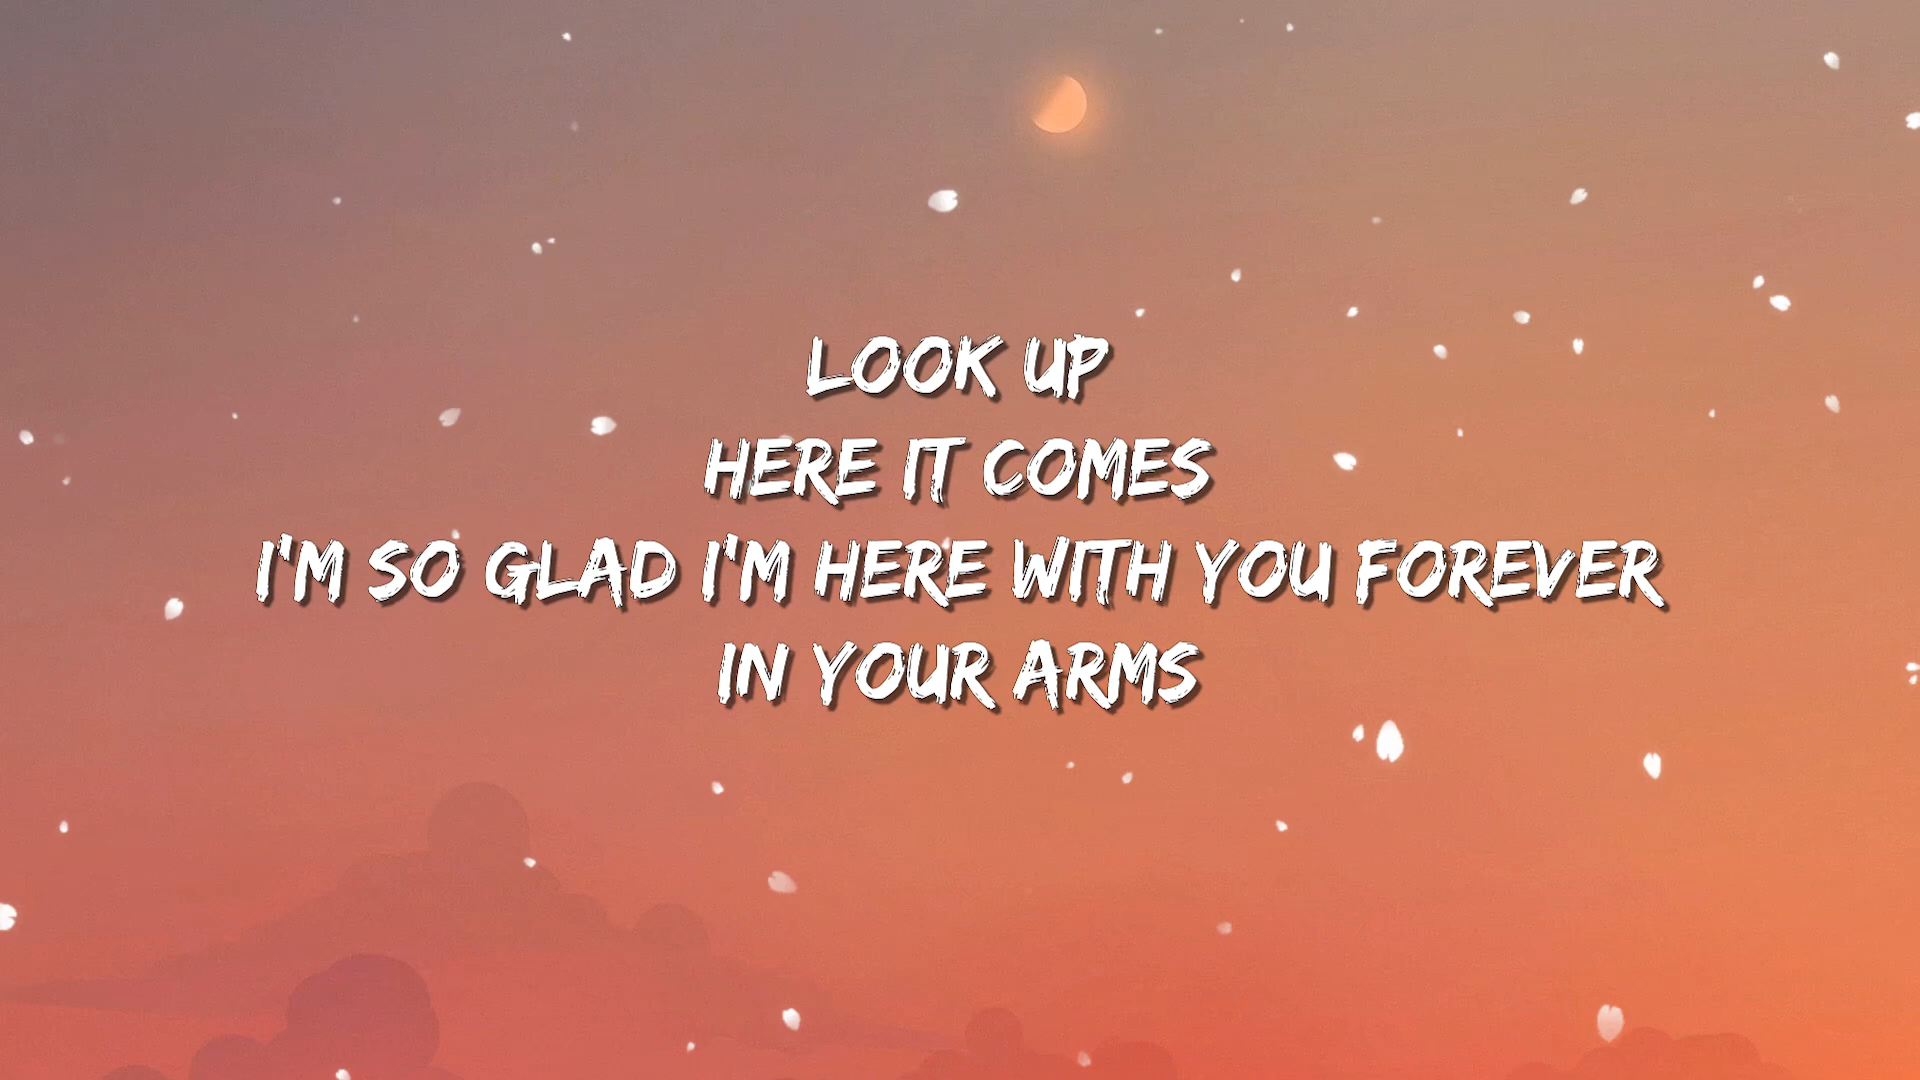 LOOK UP
HERE IT COMES
I'M SO GLAD I'M HERE WITH YOU FOREVER
IN YOUR ARMS